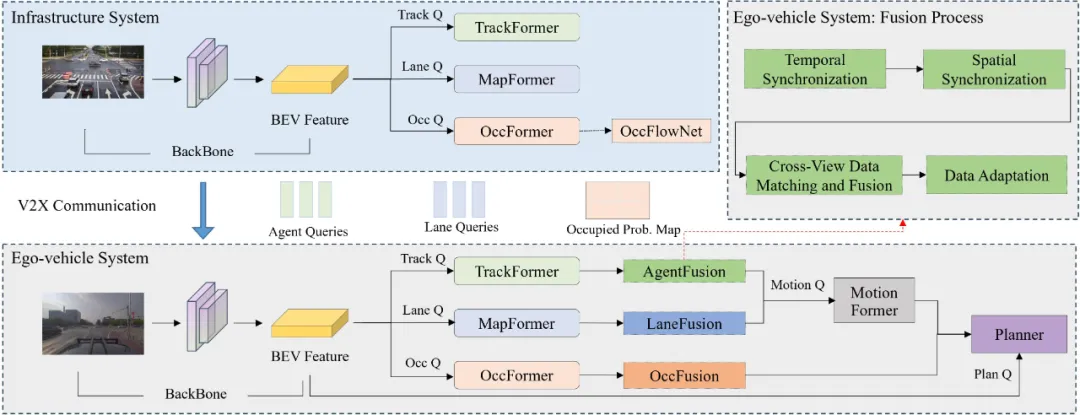 Infrastructure System
Track Q
TrackFormer
Lane Q
MapFormer
BEV Feature
Occ Q
OccFormer
OccFlowNet
BackBone
Ego-vehicle System: Fusion Process
Temporal
Synchronization
Spatial
Synchronization
Cross-View Data
Matching and Fusion
Data Adaptation
V2X Communication
Agent Queries
Lane Queries
Occupied Prob. Map
Ego-vehicle System
Track Q
TrackFormer
AgentFusion
Motion Q
Motion
Former
Lane Q
MapFormer
LaneFusion
Planner
BEV Feature
Occ Q
OccFormer
OccFusion
Plan Q
BackBone